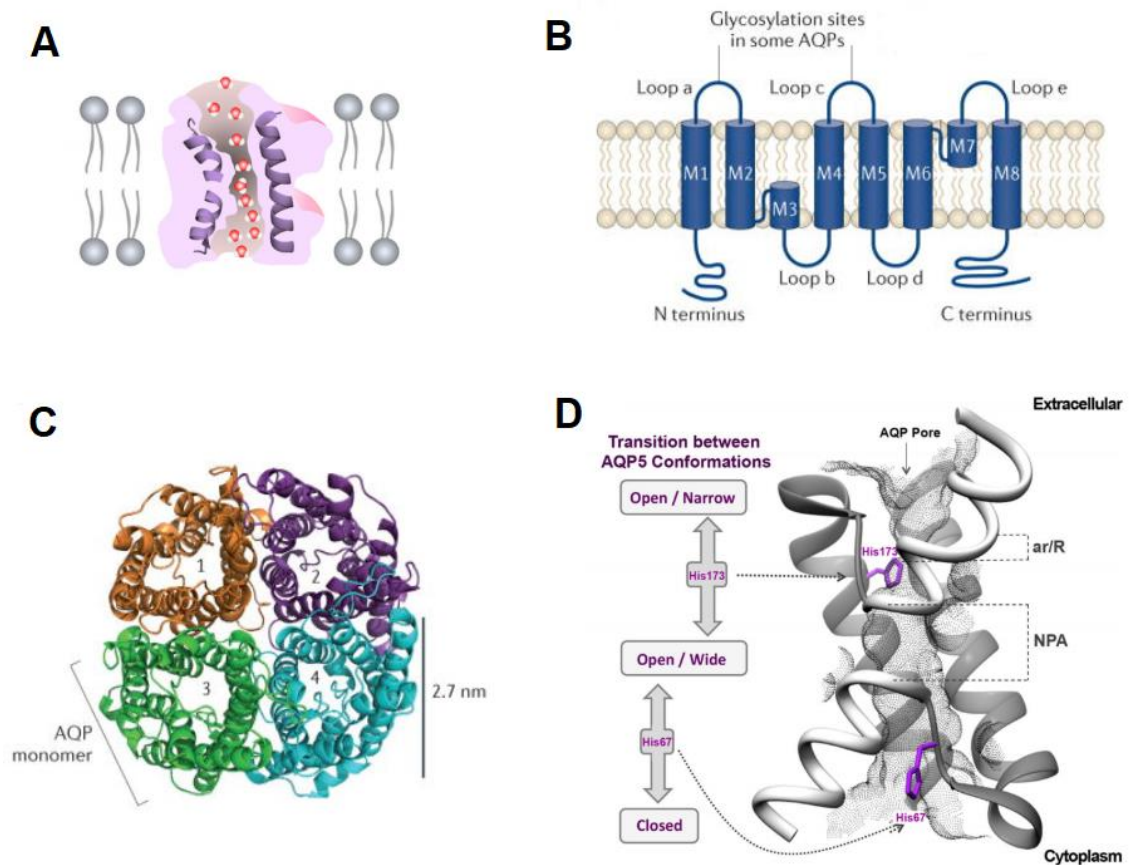 A
B
Glycosylation sites
in some AQPs
Loop a
Loop c
Loop e
M1
M2
M3
M4
M5
M6
M7
M8
Loop b
Loop d
N terminus
C terminus
C
1
2
3
4
2.7 nm
AQP
monomer
D
Extracellular
AQP Pore
Transition between
AQP5 Conformations
Open / Narrow
His173
Open / Wide
His67
Closed
His173
ar/R
NPA
His67
Cytoplasm